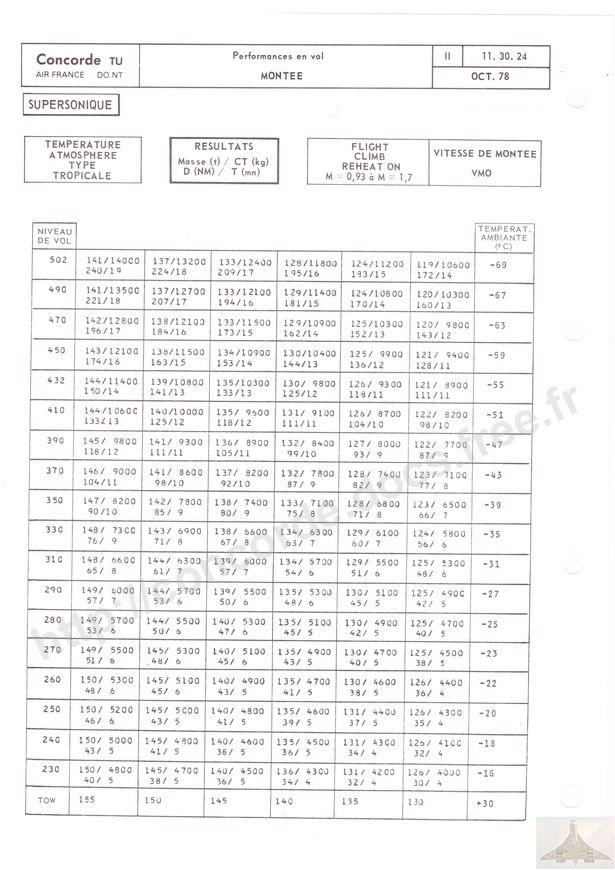 Concorde TU
AIR FRANCE DO.NT
Performances en vol
MONTEE
II 11. 30. 24
OCT. 78
SUPERSONIQUE
TEMPERATURE
ATMOSPHERE
TYPE
TROPICALE
RESULTATS
Masse (t) / CT (kg)
D (NM) / T (mn)
FLIGHT
CLIMB
REHEAT ON
M = 0,93 à M = 1,7
VITESSE DE MONTEE
VMO
NIVEAU
DE VOL
TEMPERAT.
AMBIANTE
(°C)
502 141/14000 137/13200 133/12400 128/11800 124/11200 119/10600 -69
240/19 224/18 209/17 195/16 183/15 172/14
490 141/13500 137/12700 133/12100 129/11400 124/10800 120/10300 -67
221/18 207/17 194/16 181/15 170/14 160/13
470 142/12800 138/12100 133/11500 129/10900 125/10300 120/ 9800 -63
196/17 184/16 173/15 162/14 152/13 143/12
450 143/12100 138/11500 134/10900 130/10400 125/ 9900 121/ 9400 -59
174/16 163/15 153/14 144/13 136/12 128/11
432 144/11400 139/10800 135/10300 130/ 9800 126/ 9300 121/ 8900 -55
150/14 141/13 133/13 125/12 118/11 111/11
410 144/10600 140/10000 135/ 9600 131/ 9100 126/ 8700 122/ 8200 -51
133/13 125/12 118/12 111/11 104/10 98/10
390 145/ 9800 141/ 9300 136/ 8900 132/ 8400 127/ 8000 122/ 7700 -47
118/12 111/11 105/11 99/10 93/ 9 87/ 9
370 146/ 9000 141/ 8600 137/ 8200 132/ 7800 128/ 7400 123/ 7100 -43
104/11 98/10 92/10 87/ 9 82/ 9 77/ 8
350 147/ 8200 142/ 7800 138/ 7400 133/ 7100 128/ 6800 123/ 6500 -39
90/10 85/ 9 80/ 9 75/ 8 71/ 8 66/ 7
330 148/ 7300 143/ 6900 138/ 6600 134/ 6300 129/ 6100 124/ 5800 -35
76/ 9 71/ 8 67/ 8 63/ 7 60/ 7 56/ 6
310 148/ 6600 144/ 6300 139/ 6000 134/ 5700 129/ 5500 125/ 5300 -31
65/ 8 61/ 7 57/ 7 54/ 6 51/ 6 48/ 6
290 149/ 6000 144/ 5700 139/ 5500 135/ 5300 130/ 5100 125/ 4900 -27
57/ 7 53/ 6 50/ 6 48/ 6 45/ 5 42/ 5
280 149/ 5700 144/ 5500 140/ 5300 135/ 5100 130/ 4900 125/ 4700 -25
53/ 6 50/ 6 47/ 6 45/ 5 42/ 5 40/ 5
270 149/ 5500 145/ 5300 140/ 5100 135/ 4900 130/ 4700 125/ 4500 -23
51/ 6 48/ 6 45/ 5 43/ 5 40/ 5 38/ 5
260 150/ 5300 145/ 5100 140/ 4900 135/ 4700 130/ 4600 126/ 4400 -22
48/ 6 45/ 6 43/ 5 41/ 5 38/ 5 36/ 4
250 150/ 5200 145/ 5000 140/ 4800 135/ 4600 131/ 4400 126/ 4300 -20
46/ 6 43/ 5 41/ 5 39/ 5 37/ 5 35/ 4
240 150/ 5000 145/ 4800 140/ 4600 135/ 4500 131/ 4300 126/ 4100 -18
43/ 5 41/ 5 38/ 5 36/ 5 34/ 4 32/ 4
230 150/ 4800 145/ 4700 140/ 4500 136/ 4300 131/ 4200 126/ 4000 -16
40/ 5 38/ 5 36/ 5 34/ 4 32/ 4 30/ 4
TOW 155 150 145 140 135 130 +30
http://concorde.docs.free.fr